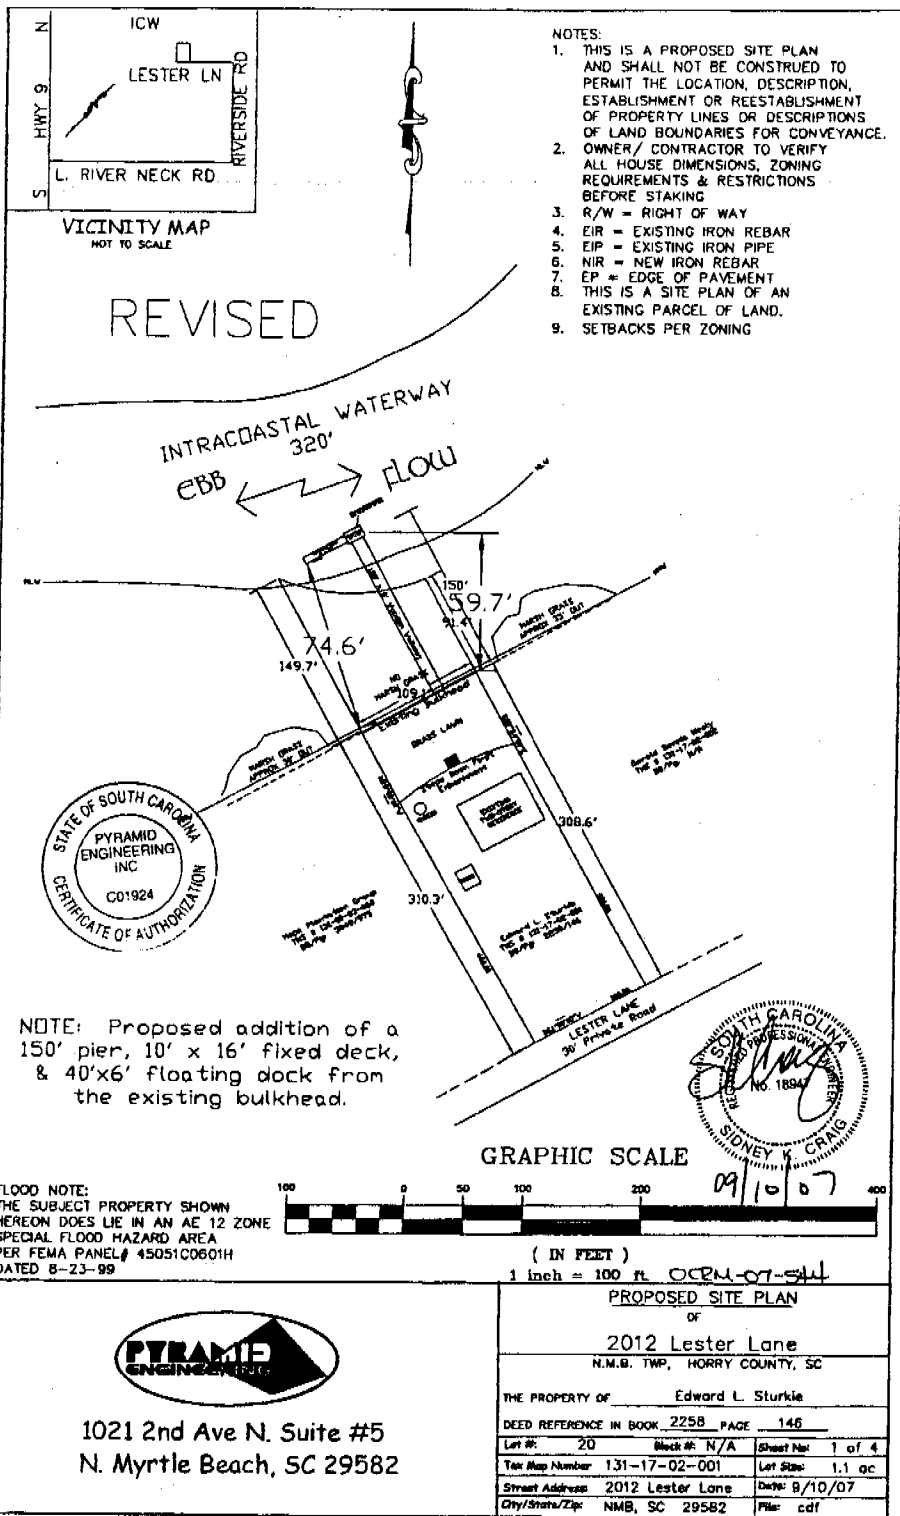 ICW
LESTER LN
RIVERSIDE RD
S HWY 9 N
L. RIVER NECK RD
VICINITY MAP
NOT TO SCALE
NOTES:
1. THIS IS A PROPOSED SITE PLAN
AND SHALL NOT BE CONSTRUED TO
PERMIT THE LOCATION, DESCRIPTION,
ESTABLISHMENT OR REESTABLISHMENT
OF PROPERTY LINES OR DESCRIPTIONS
OF LAND BOUNDARIES FOR CONVEYANCE.
2. OWNER/ CONTRACTOR TO VERIFY
ALL HOUSE DIMENSIONS, ZONING
REQUIREMENTS & RESTRICTIONS
BEFORE STAKING
3. R/W = RIGHT OF WAY
4. EIR = EXISTING IRON REBAR
5. EIP = EXISTING IRON PIPE
6. NIR = NEW IRON REBAR
7. EP = EDGE OF PAVEMENT
8. THIS IS A SITE PLAN OF AN
EXISTING PARCEL OF LAND.
9. SETBACKS PER ZONING
REVISED
INTRACOASTAL WATERWAY
320'
EBB
FLOW
150'
59.7'
51.4'
74.6'
149.7'
MARSH GRASS
NO
MARSH GRASS
109.1'
Existing Bulkhead
GRASS LAWN
MARSH GRASS
308.6'
310.3'
Edward L. Sturkie
LESTER LANE
30' Private Road
STATE OF SOUTH CAROLINA
PYRAMID
ENGINEERING
INC
C01924
CERTIFICATE OF AUTHORIZATION
NOTE: Proposed addition of a
150' pier, 10' x 16' fixed deck,
& 40'x6' floating dock from
the existing bulkhead.
SOUTH CAROLINA
REGISTERED PROFESSIONAL ENGINEER
No. 18947
SIDNEY K CRAIG
09/10/07
GRAPHIC SCALE
100 0 50 100 200 400
( IN FEET )
1 inch = 100 ft.
OCRM-07-544
FLOOD NOTE:
THE SUBJECT PROPERTY SHOWN
HEREON DOES LIE IN AN AE 12 ZONE
SPECIAL FLOOD HAZARD AREA
PER FEMA PANEL# 45051C0601H
DATED 8-23-99
PYRAMID
ENGINEERING
1021 2nd Ave N. Suite #5
N. Myrtle Beach, SC 29582
PROPOSED SITE PLAN
OF
2012 Lester Lane
N.M.B. TWP, HORRY COUNTY, SC
THE PROPERTY OF Edward L. Sturkie
DEED REFERENCE IN BOOK 2258 PAGE 146
Lot #: 20 Block #: N/A Sheet No: 1 of 4
Tax Map Number 131-17-02-001 Lot Size: 1.1 ac
Street Address 2012 Lester Lane Date: 9/10/07
City/State/Zip: NMB, SC 29582 File: cdf